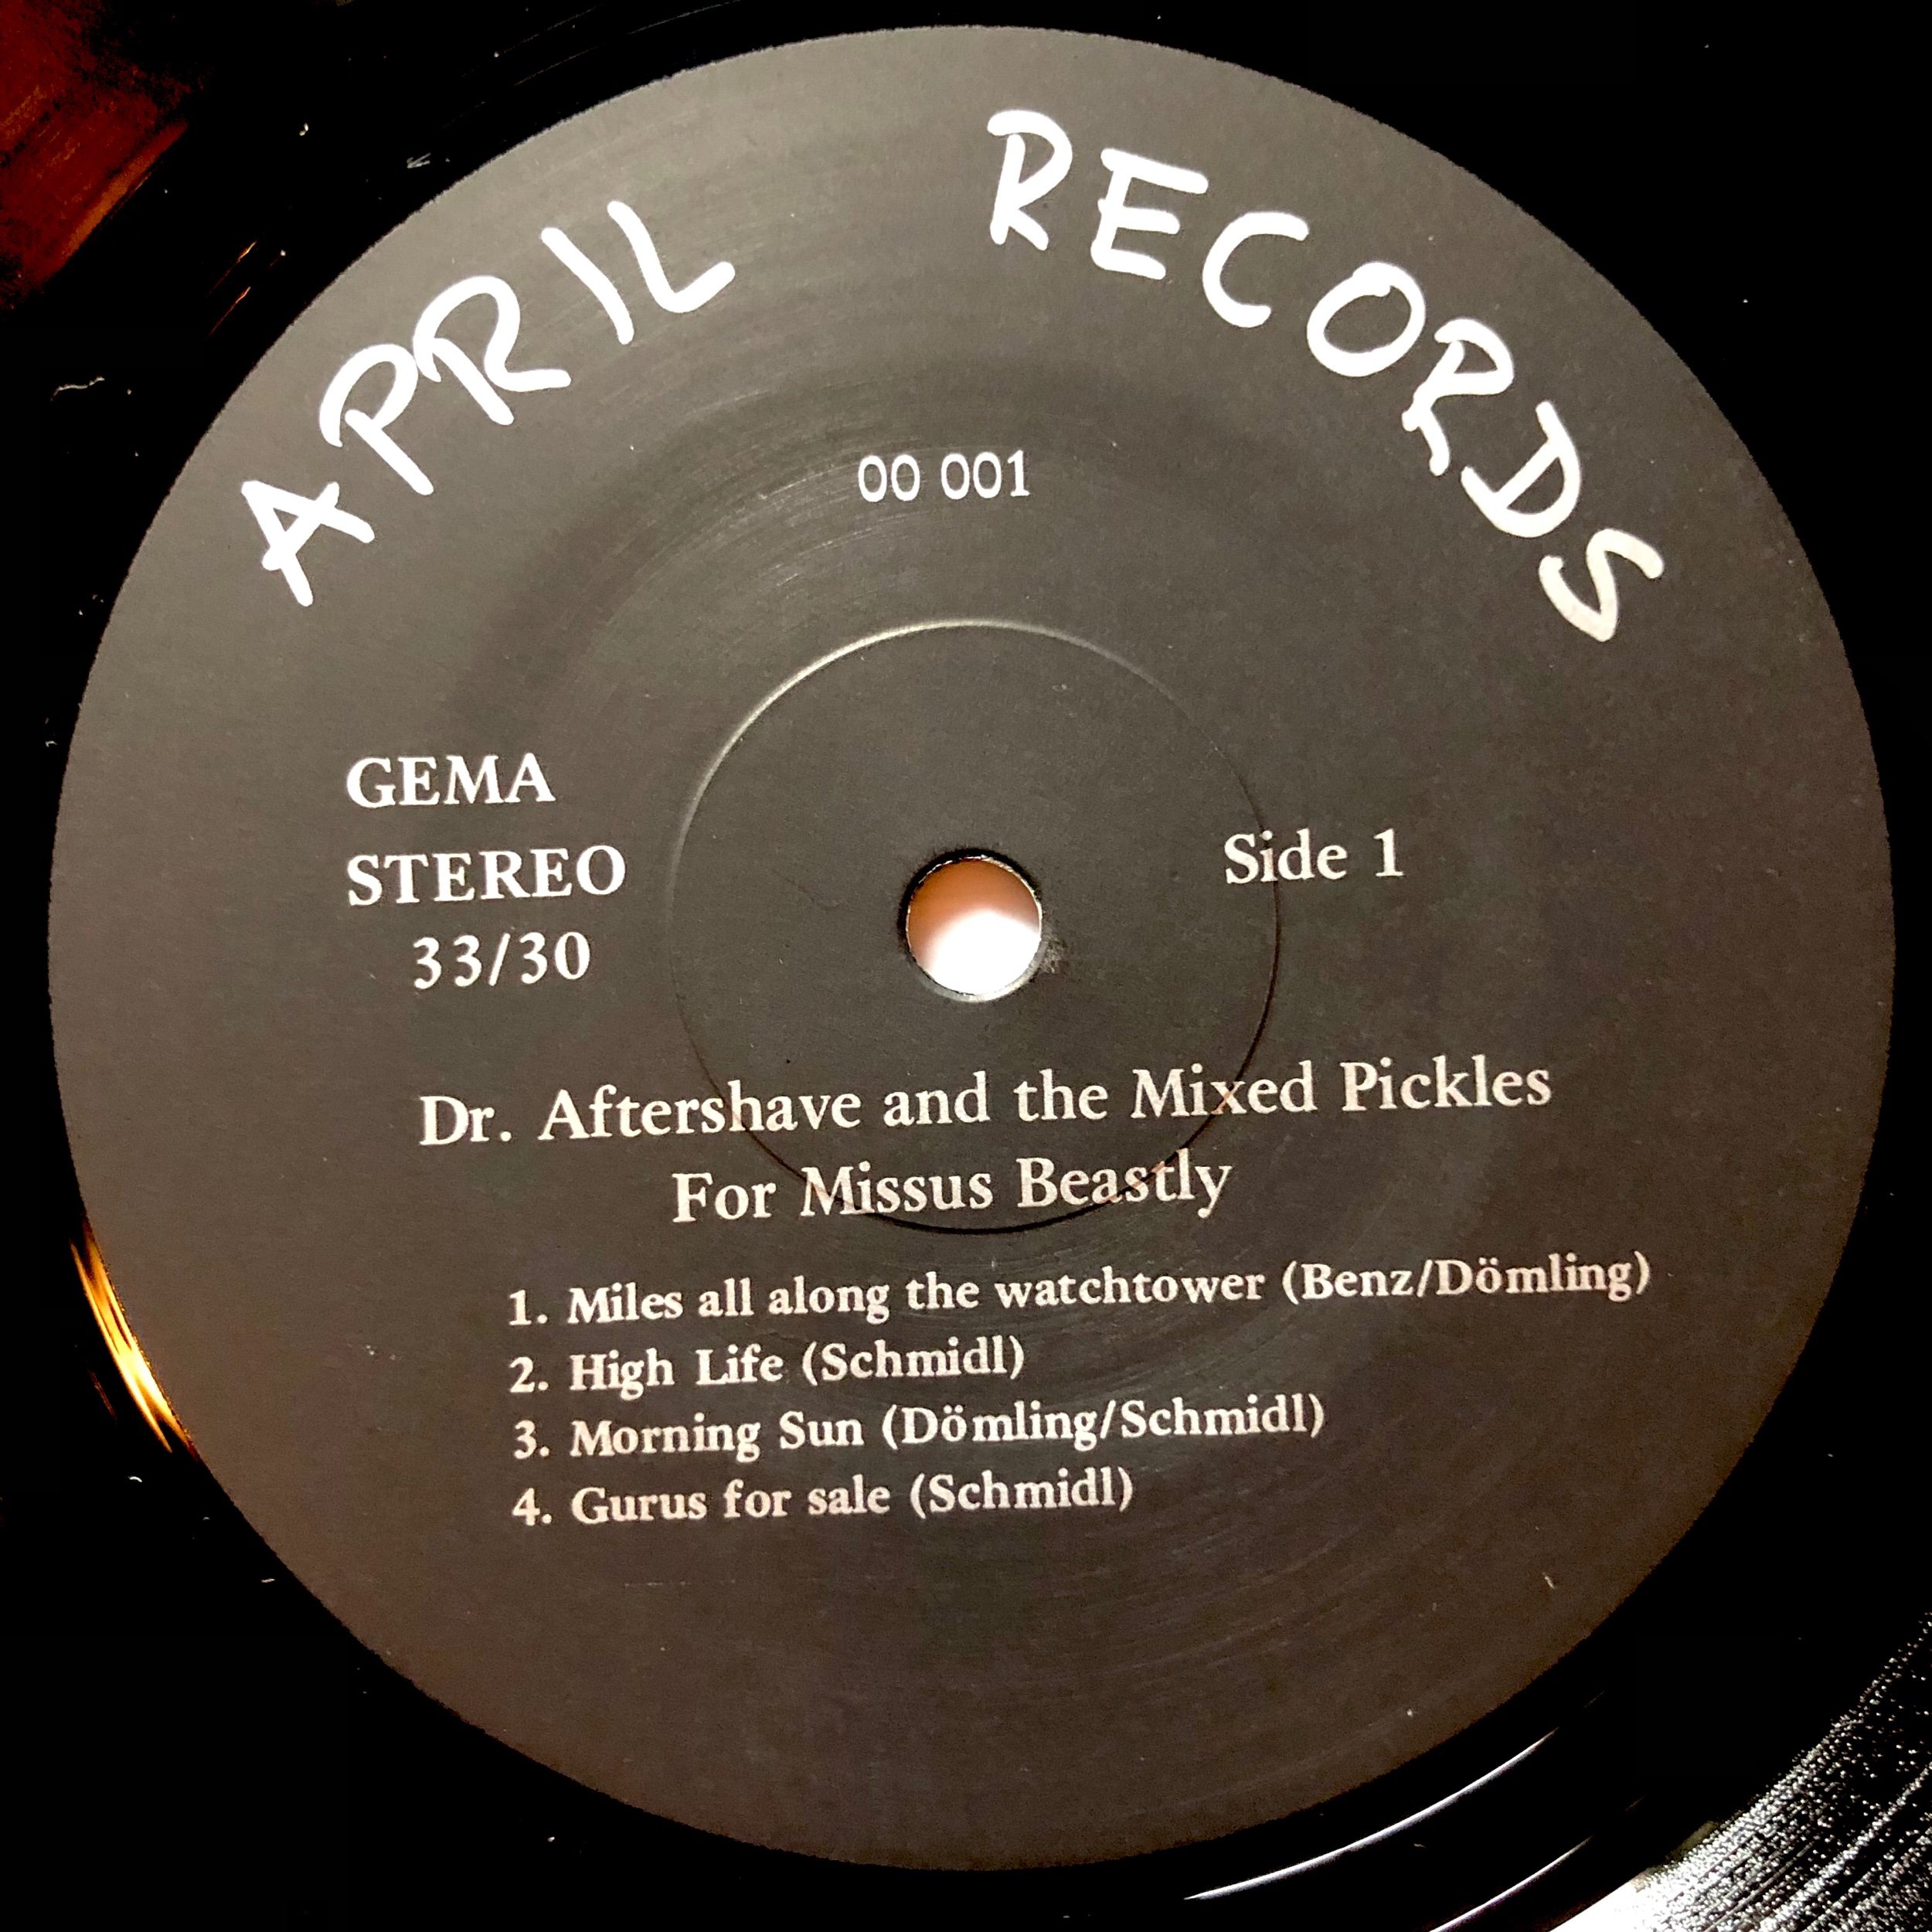 APRIL RECORDS
00 001
GEMA
STEREO
33/30
Side 1
Dr. Aftershave and the Mixed Pickles
For Missus Beastly
1. Miles all along the watchtower (Benz/Dömling)
2. High Life (Schmidl)
3. Morning Sun (Dömling/Schmidl)
4. Gurus for sale (Schmidl)